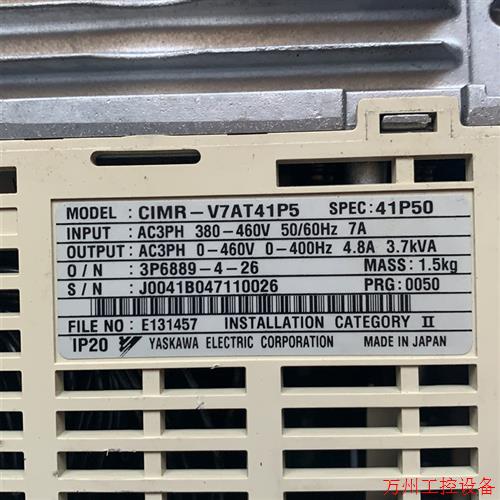 MODEL : CIMR-V7AT41P5 SPEC:41P50
INPUT : AC3PH 380-460V 50/60Hz 7A
OUTPUT : AC3PH 0-460V 0-400Hz 4.8A 3.7kVA
O / N : 3P6889-4-26 MASS: 1.5kg
S / N : J0041B047110026 PRG: 0050
FILE NO : E131457 INSTALLATION CATEGORY II
IP20 YASKAWA ELECTRIC CORPORATION MADE IN JAPAN
万州工控设备